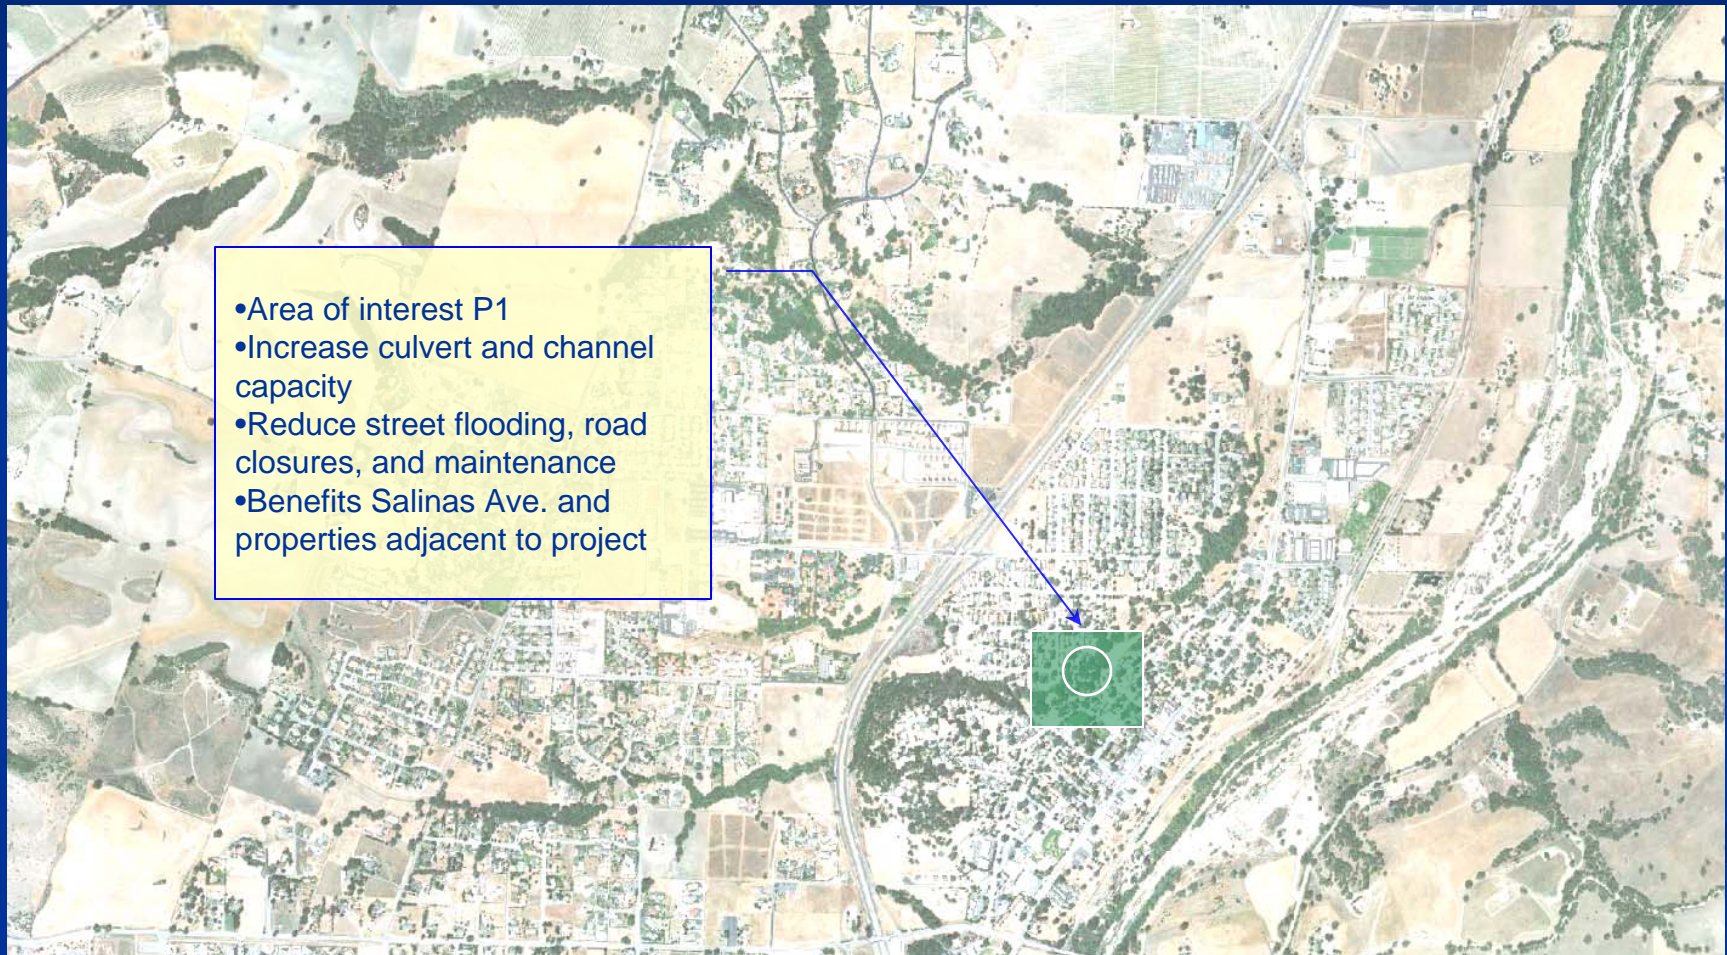 •Area of interest P1
•Increase culvert and channel
capacity
•Reduce street flooding, road
closures, and maintenance
•Benefits Salinas Ave. and
properties adjacent to project